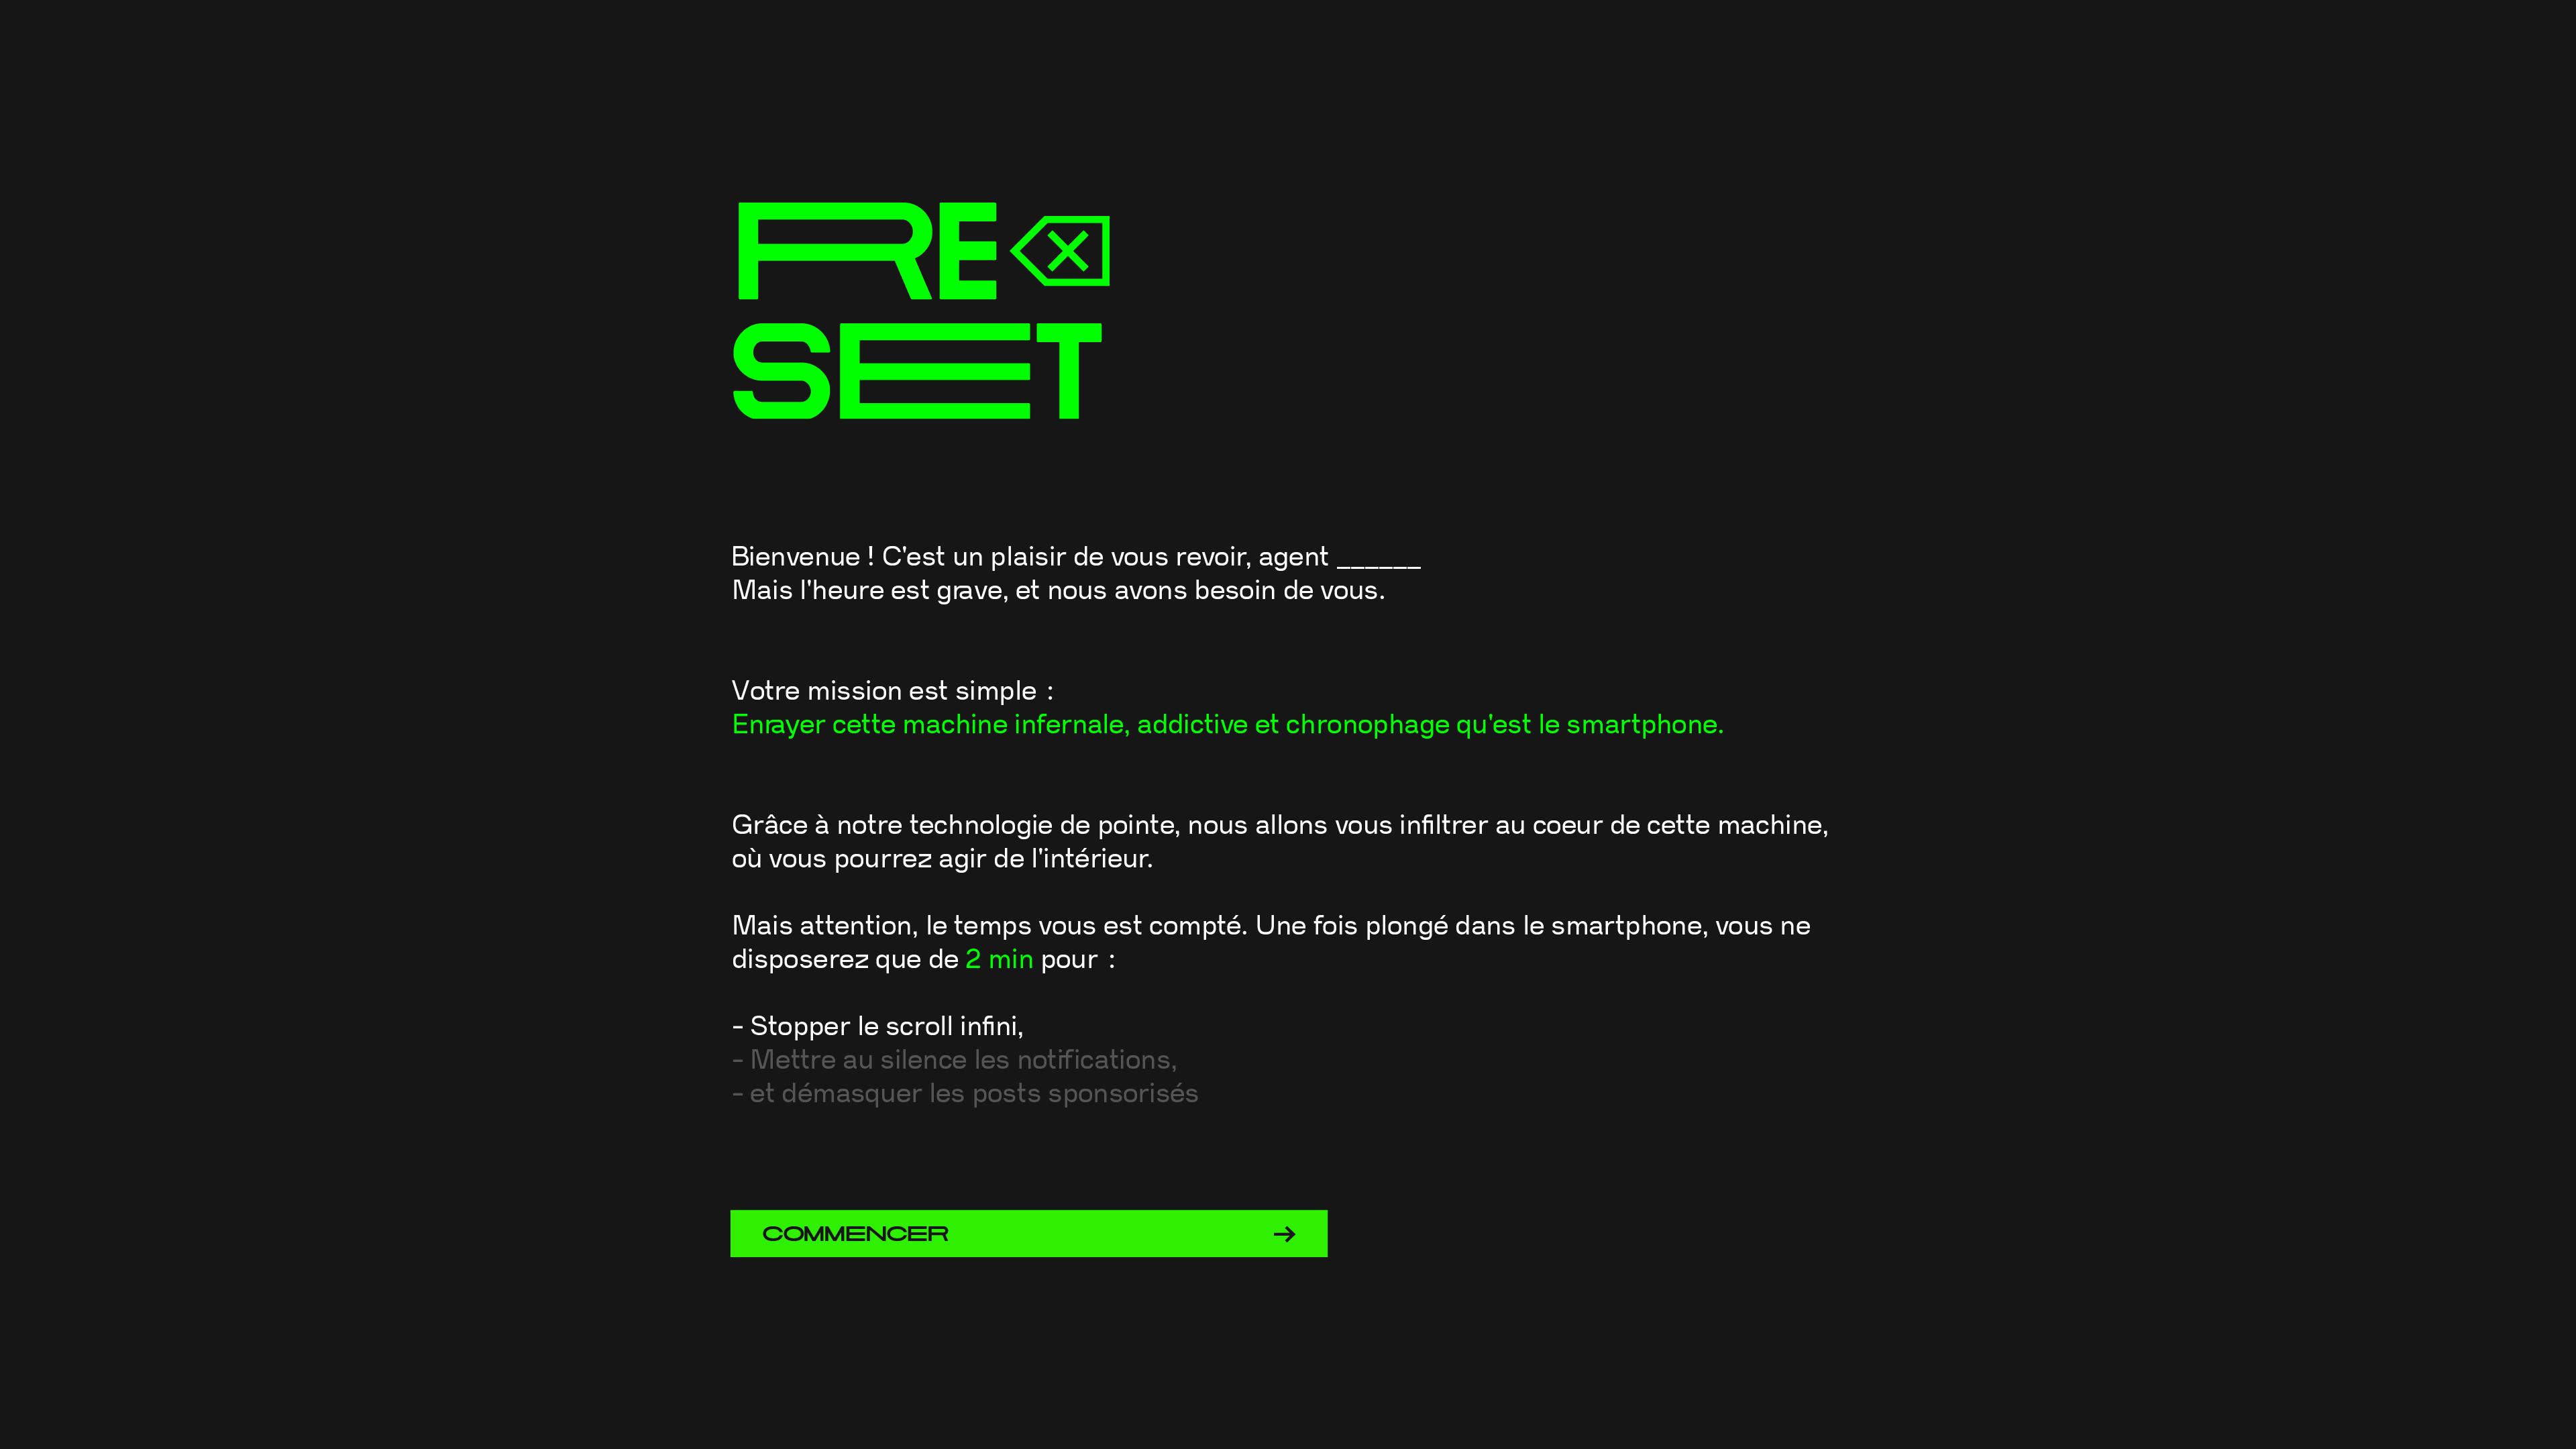 RE
SET
Bienvenue ! C'est un plaisir de vous revoir, agent ______
Mais l'heure est grave, et nous avons besoin de vous.
Votre mission est simple :
Enrayer cette machine infernale, addictive et chronophage qu'est le smartphone.
Grâce à notre technologie de pointe, nous allons vous infiltrer au coeur de cette machine,
où vous pourrez agir de l'intérieur.
Mais attention, le temps vous est compté. Une fois plongé dans le smartphone, vous ne
disposerez que de 2 min pour :
- Stopper le scroll infini,
- Mettre au silence les notifications,
- et démasquer les posts sponsorisés
COMMENCER →